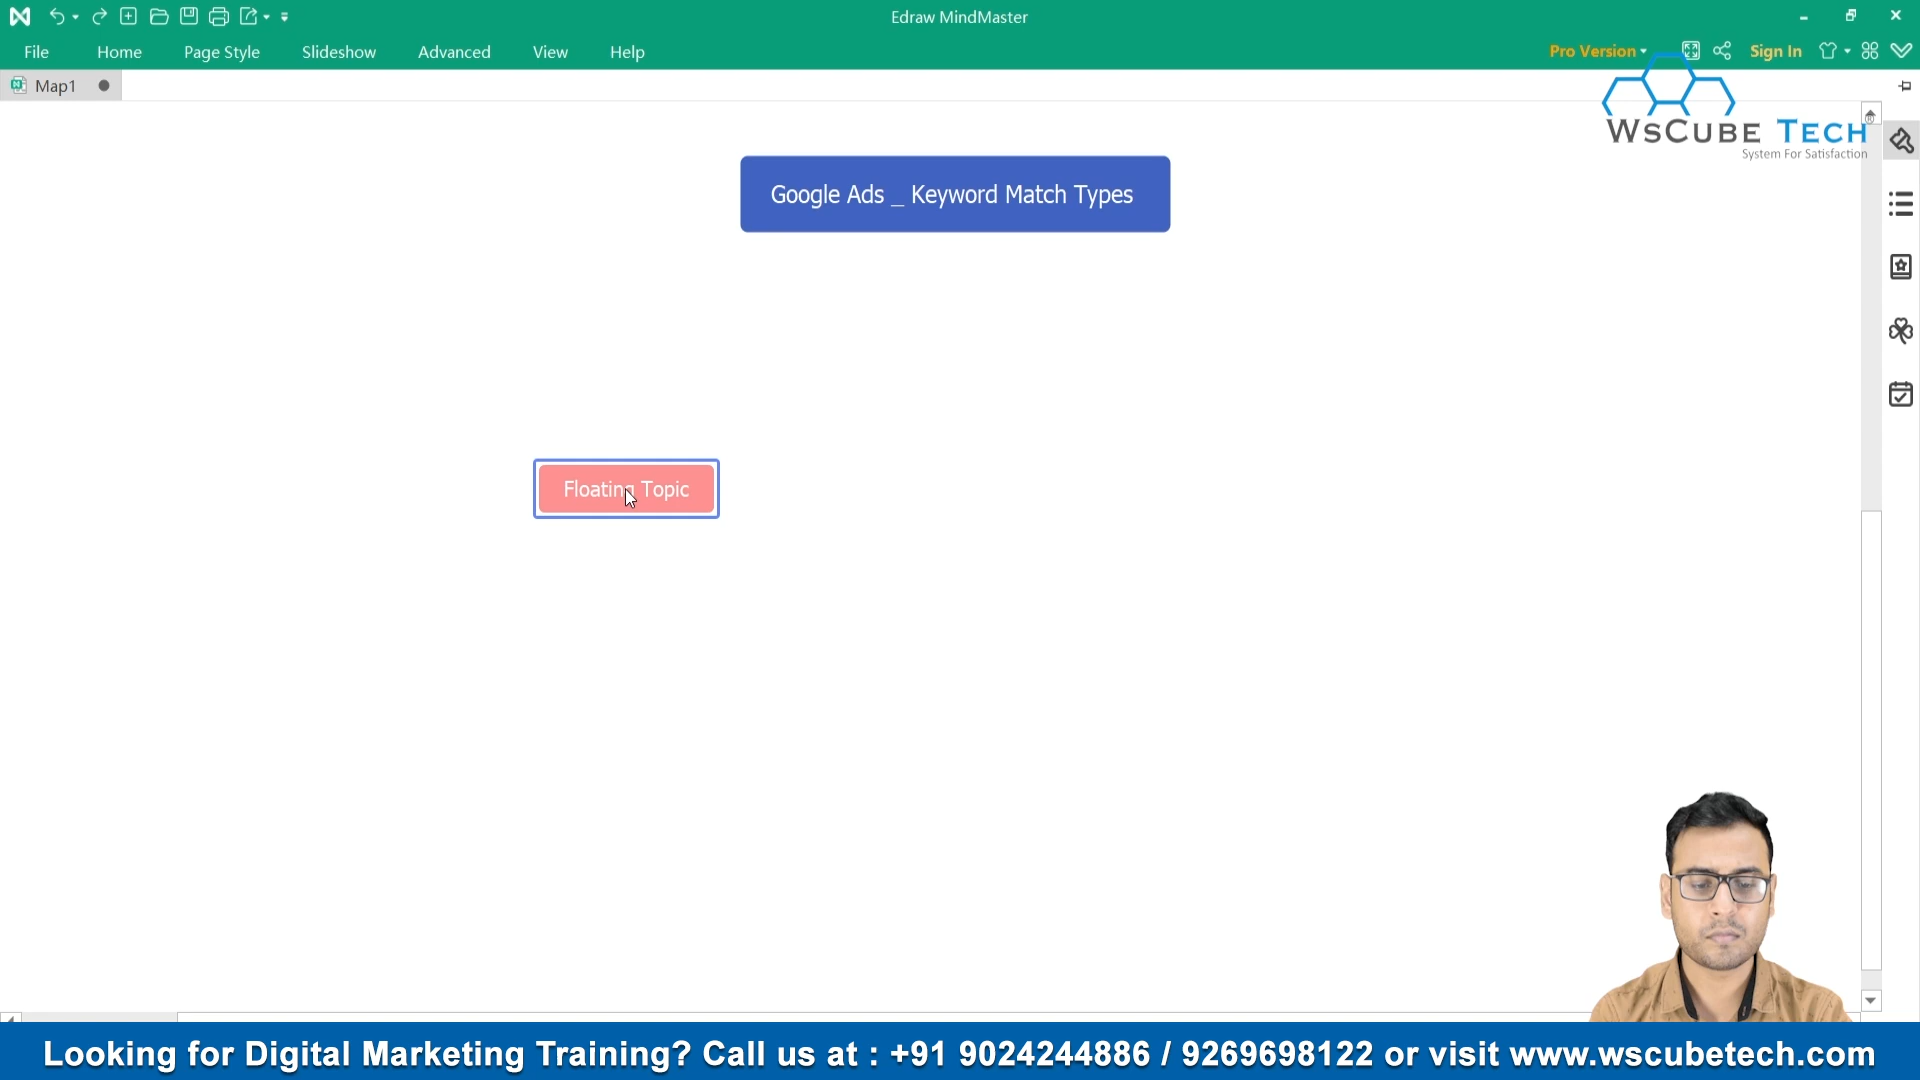 Edraw MindMaster
File Home Page Style Slideshow Advanced View Help Pro Version Sign In
Map1
WsCube Tech
System For Satisfaction
Google Ads _ Keyword Match Types
Floating Topic
Looking for Digital Marketing Training? Call us at : +91 9024244886 / 9269698122 or visit www.wscubetech.com